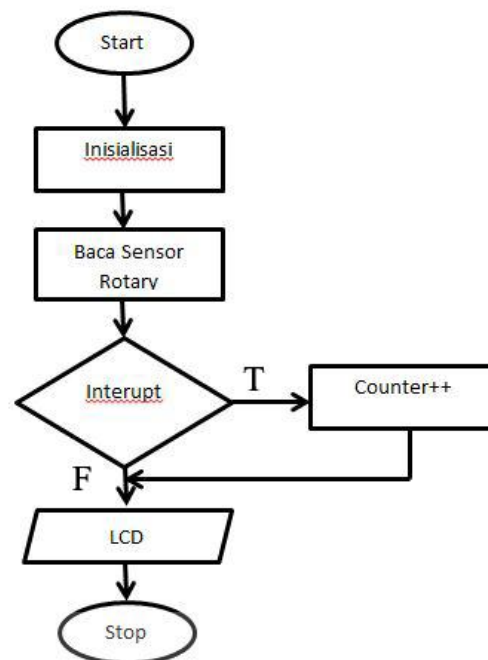 Start
Inisialisasi
Baca Sensor
Rotary
Interupt
T
Counter++
F
LCD
Stop